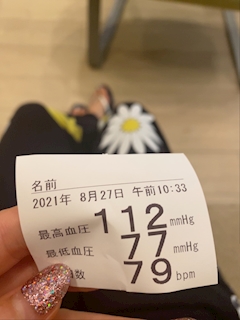 名前
2021年 8月27日 午前10:33
最高血圧 112 mmHg
最低血圧 77 mmHg
数 79 bpm